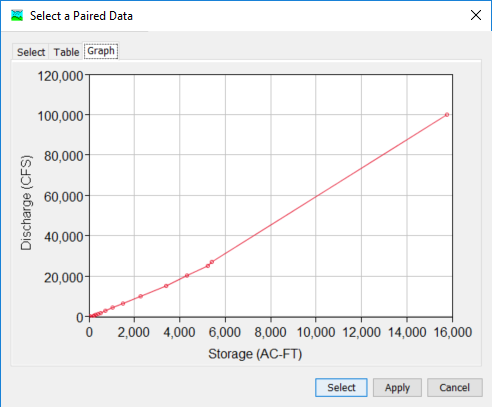 Select a Paired Data
Select Table Graph
120,000
100,000
80,000
60,000
40,000
20,000
0
Discharge (CFS)
0 2,000 4,000 6,000 8,000 10,000 12,000 14,000 16,000
Storage (AC-FT)
Select Apply Cancel